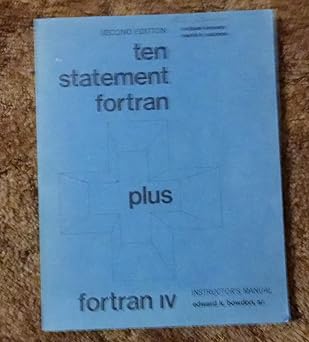 SECOND EDITION
ten
statement
fortran
plus
fortran IV
INSTRUCTOR'S MANUAL
edward k. bowdon, sr.